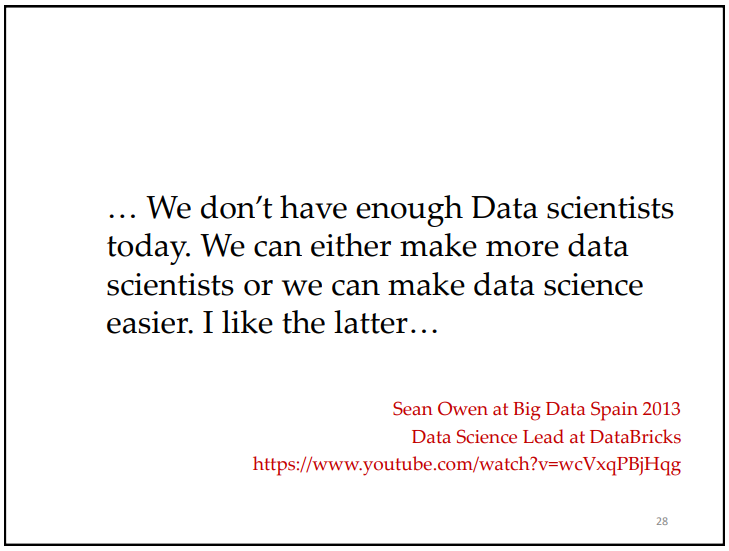 … We don’t have enough Data scientists
today. We can either make more data
scientists or we can make data science
easier. I like the latter…
Sean Owen at Big Data Spain 2013
Data Science Lead at DataBricks
https://www.youtube.com/watch?v=wcVxqPBjHqg
28